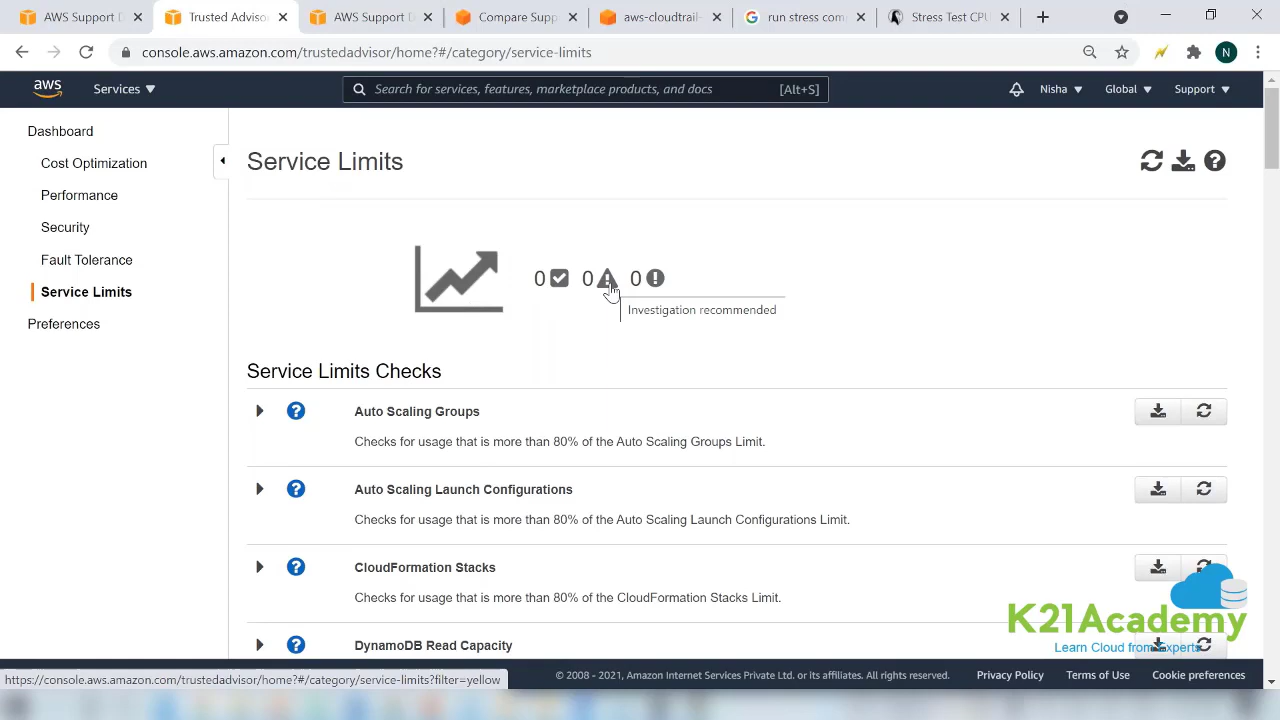 AWS Support D
Trusted Advisor
AWS Support D
Compare Supp
aws-cloudtrail-
run stress com
Stress Test CPU
console.aws.amazon.com/trustedadvisor/home?#/category/service-limits
N
aws
Services
Search for services, features, marketplace products, and docs
[Alt+S]
Nisha
Global
Support
Dashboard
Cost Optimization
Performance
Security
Fault Tolerance
Service Limits
Preferences
Service Limits
0 0 0
Investigation recommended
Service Limits Checks
Auto Scaling Groups
Checks for usage that is more than 80% of the Auto Scaling Groups Limit.
Auto Scaling Launch Configurations
Checks for usage that is more than 80% of the Auto Scaling Launch Configurations Limit.
CloudFormation Stacks
Checks for usage that is more than 80% of the CloudFormation Stacks Limit.
DynamoDB Read Capacity
K21Academy
Learn Cloud from Experts
https://console.aws.amazon.com/trustedadvisor/home?#/category/service-limits?filter=yellow
© 2008 - 2021, Amazon Internet Services Private Ltd. or its affiliates. All rights reserved.
Privacy Policy
Terms of Use
Cookie preferences